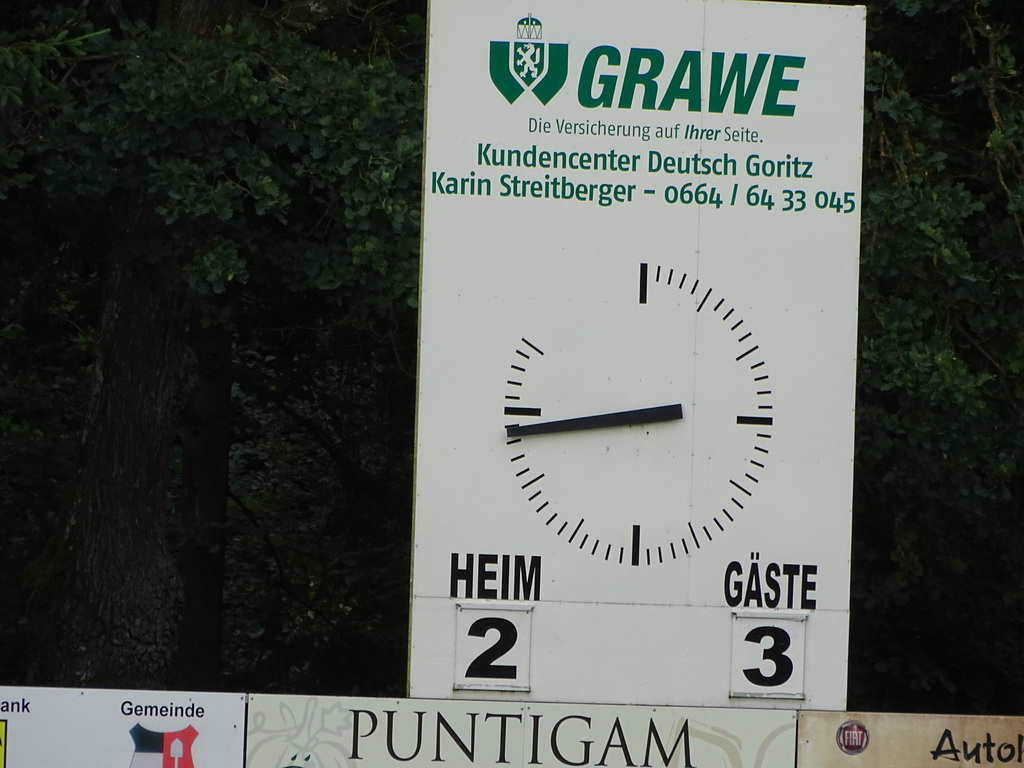 GRAWE
Die Versicherung auf Ihrer Seite.
Kundencenter Deutsch Goritz
Karin Streitberger - 0664 / 64 33 045
HEIM GÄSTE
2 3
ank Gemeinde PUNTIGAM FIAT